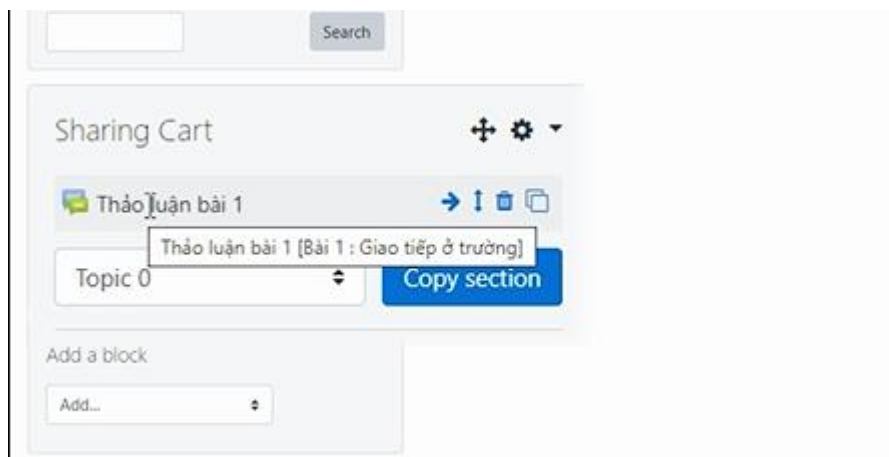 Search
Sharing Cart
Thảo luận bài 1
Thảo luận bài 1 [Bài 1 : Giao tiếp ở trường]
Topic 0
Copy section
Add a block
Add...